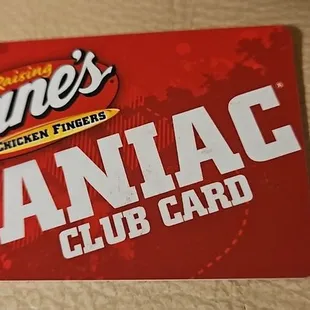 Raising
ane's
CHICKEN FINGERS
ANIAC®
CLUB CARD